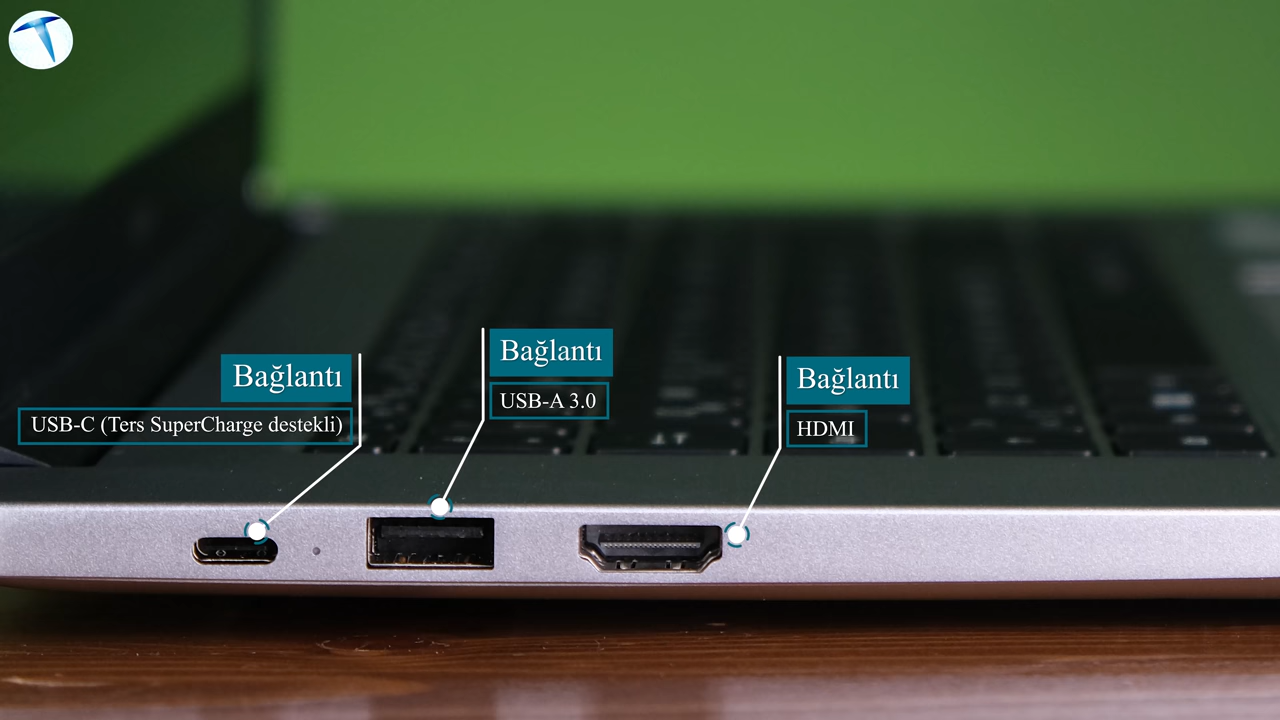 Bağlantı
USB-C (Ters SuperCharge destekli)
Bağlantı
USB-A 3.0
Bağlantı
HDMI